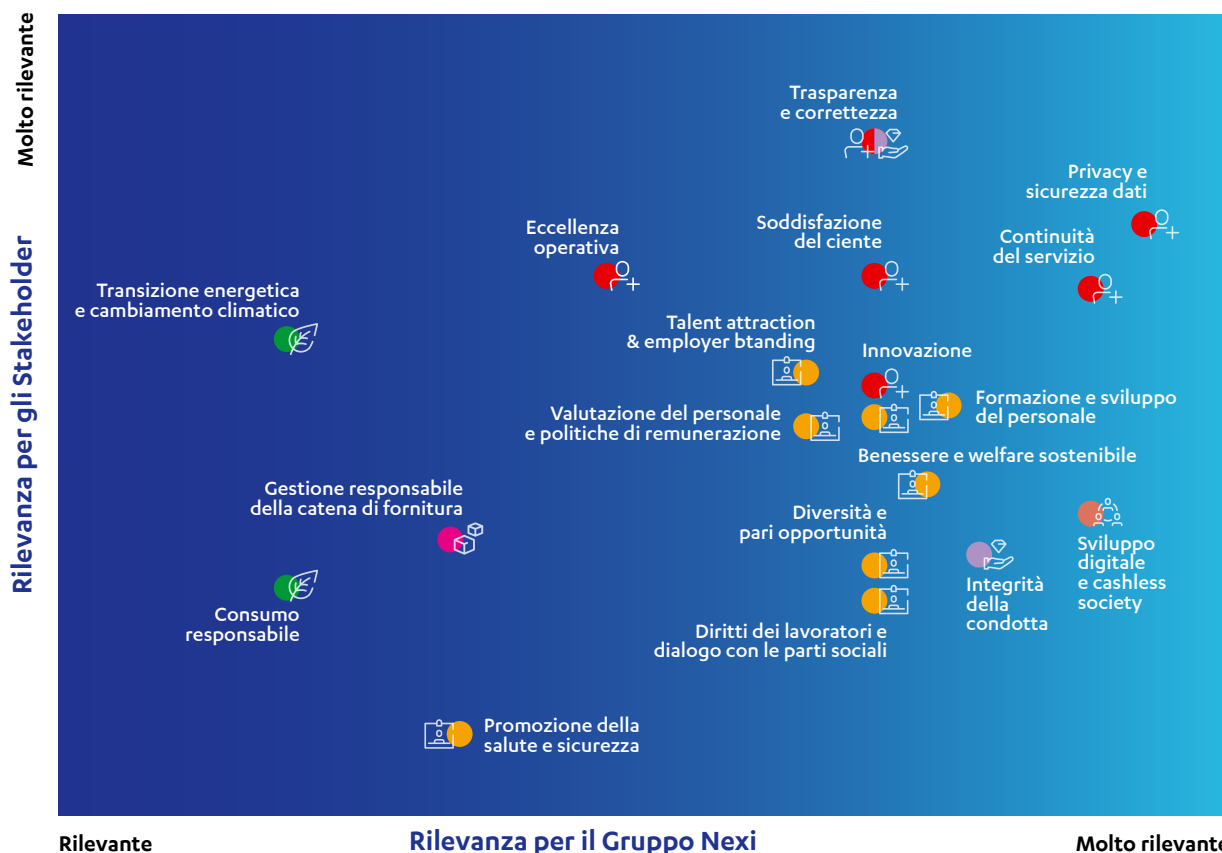 Molto rilevante
Rilevanza per gli Stakeholder
Trasparenza
e correttezza
Privacy e
sicurezza dati
Eccellenza
operativa
Soddisfazione
del ciente
Continuità
del servizio
Transizione energetica
e cambiamento climatico
Talent attraction
& employer btanding
Innovazione
Formazione e sviluppo
del personale
Valutazione del personale
e politiche di remunerazione
Benessere e welfare sostenibile
Gestione responsabile
della catena di fornitura
Diversità e
pari opportunità
Sviluppo
digitale
e cashless
society
Integrità
della
condotta
Consumo
responsabile
Diritti dei lavoratori e
dialogo con le parti sociali
Promozione della
salute e sicurezza
Rilevante
Rilevanza per il Gruppo Nexi
Molto rilevante